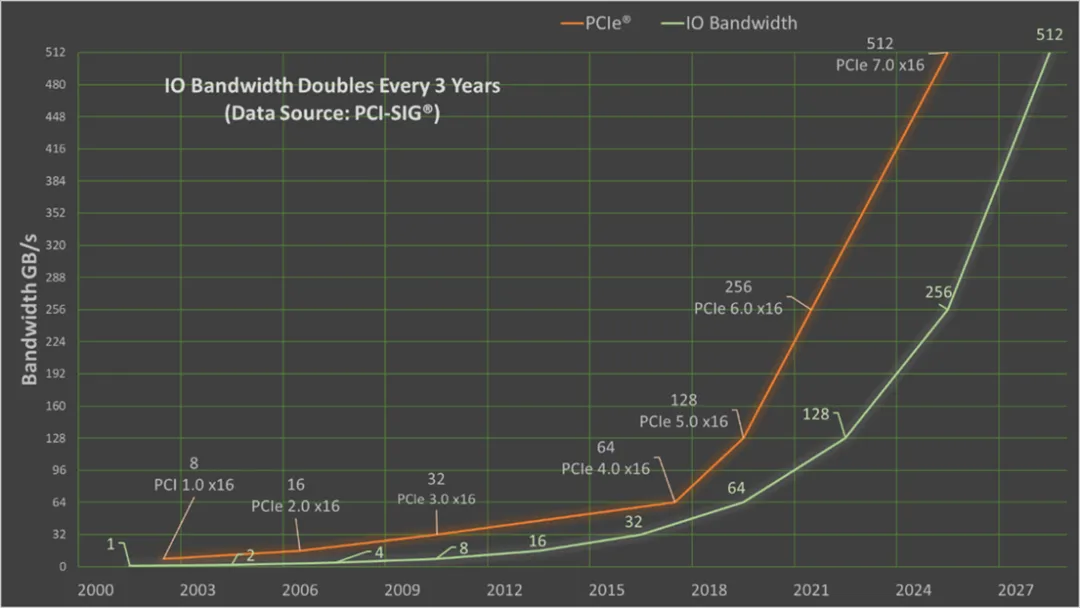 PCIe® IO Bandwidth
IO Bandwidth Doubles Every 3 Years
(Data Source: PCI-SIG®)
Bandwidth GB/s
512
480
448
416
384
352
320
288
256
224
192
160
128
96
64
32
0
8
PCI 1.0 x16
16
PCIe 2.0 x16
32
PCIe 3.0 x16
64
PCIe 4.0 x16
128
PCIe 5.0 x16
256
PCIe 6.0 x16
512
PCIe 7.0 x16
1
2
4
8
16
32
64
128
256
512
2000 2003 2006 2009 2012 2015 2018 2021 2024 2027